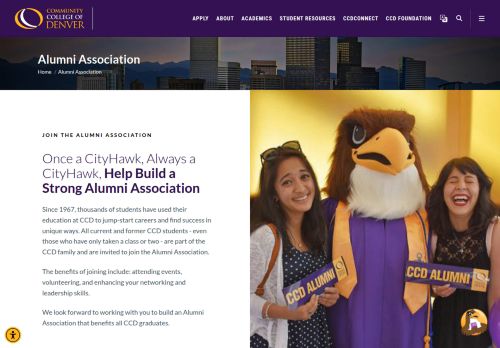 COMMUNITY
COLLEGE OF
DENVER
APPLY ABOUT ACADEMICS STUDENT RESOURCES CCDCONNECT CCD FOUNDATION
Alumni Association
Home / Alumni Association
JOIN THE ALUMNI ASSOCIATION
Once a CityHawk, Always a
CityHawk, Help Build a
Strong Alumni Association
Since 1967, thousands of students have used their
education at CCD to jump-start careers and find success in
unique ways. All current and former CCD students - even
those who have only taken a class or two - are part of the
CCD family and are invited to join the Alumni Association.
The benefits of joining include: attending events,
volunteering, and enhancing your networking and
leadership skills.
We look forward to working with you to build an Alumni
Association that benefits all CCD graduates.
CCD ALUMNI
CCD ALUMNI